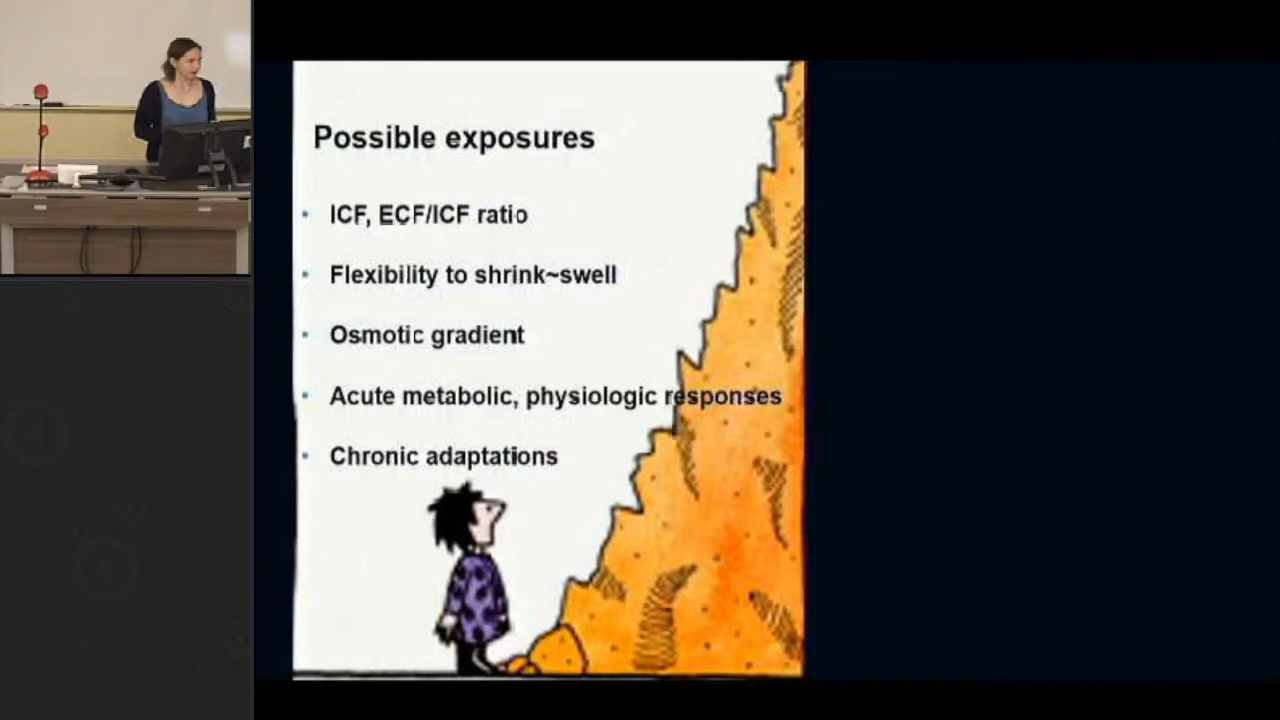 Possible exposures
• ICF, ECF/ICF ratio
• Flexibility to shrink~swell
• Osmotic gradient
• Acute metabolic, physiologic responses
• Chronic adaptations